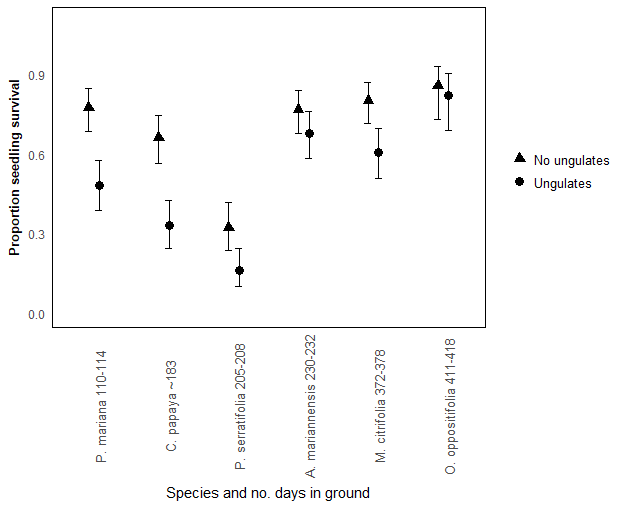 Proportion seedling survival
0.9
0.6
0.3
0.0
No ungulates
Ungulates
P. mariana 110-114
C. papaya ~183
P. serratifolia 205-208
A. mariannensis 230-232
M. citrifolia 372-378
O. oppositifolia 411-418
Species and no. days in ground